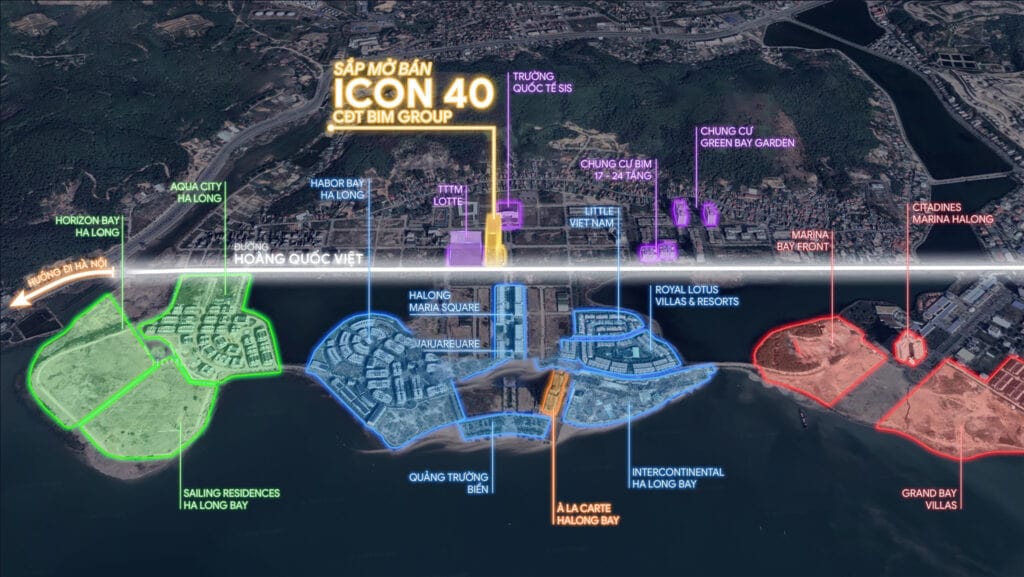 SẮP MỞ BÁN
ICON 40
CĐT BIM GROUP
TRƯỜNG
QUỐC TẾ SIS
CHUNG CƯ
GREEN BAY GARDEN
CHUNG CƯ BIM
17 - 24 TẦNG
AQUA CITY
HA LONG
HABOR BAY
HA LONG
TTTM
LOTTE
HORIZON BAY
HA LONG
LITTLE
VIET NAM
CITADINES
MARINA HALONG
MARINA
BAY FRONT
ĐƯỜNG
HOÀNG QUỐC VIỆT
HƯỚNG ĐI HÀ NỘI
HALONG
MARIA SQUARE
ROYAL LOTUS
VILLAS & RESORTS
QUẢNG TRƯỜNG
BIỂN
INTERCONTINENTAL
HA LONG BAY
SAILING RESIDENCES
HA LONG BAY
GRAND BAY
VILLAS
À LA CARTE
HALONG BAY